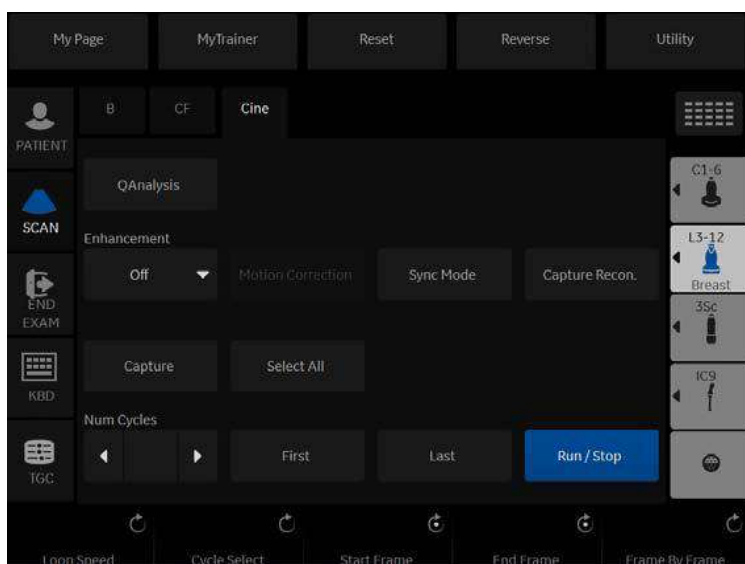 My Page MyTrainer Reset Reverse Utility
B CF Cine
PATIENT
QAnalysis
C1-6
SCAN
Enhancement
L3-12
Off Motion Correction Sync Mode Capture Recon.
Breast
END
EXAM
3Sc
Capture Select All
KBD
IC9
Num Cycles
First Last Run / Stop
TGC
Loop Speed Cycle Select Start Frame End Frame Frame By Frame